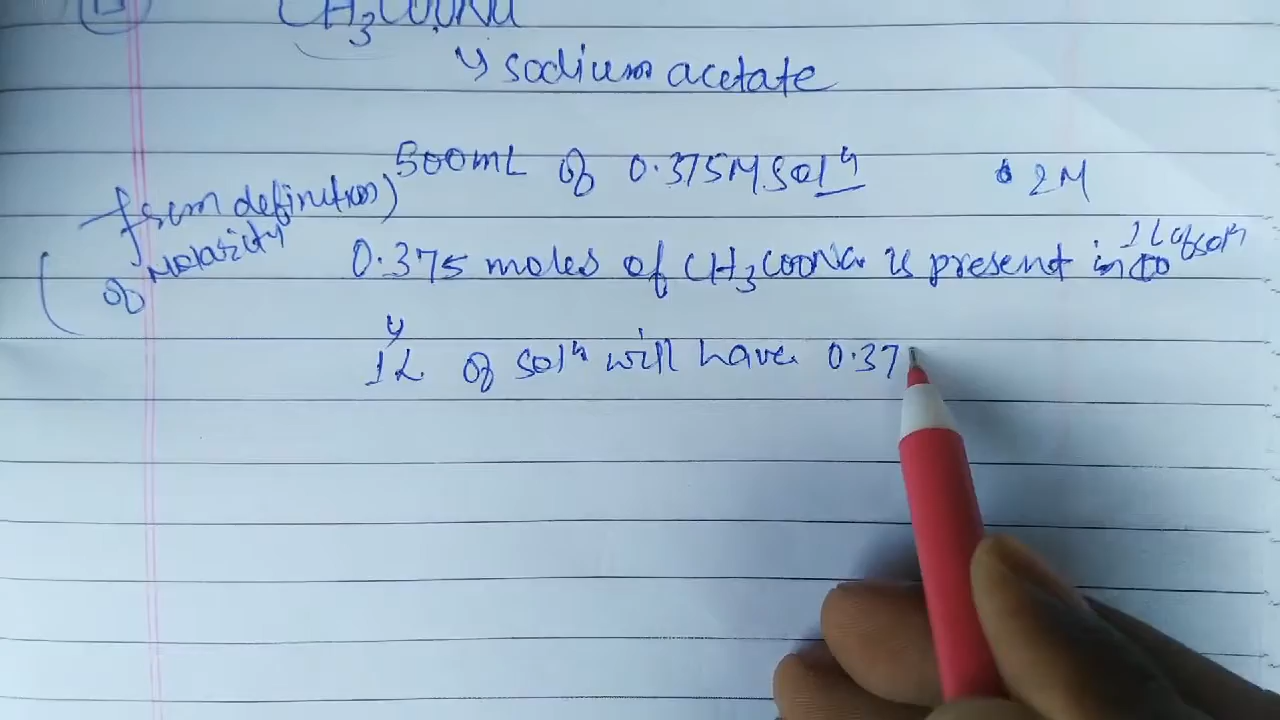 CH3COONa
sodium acetate
500mL of 0.375M Solⁿ 2M
from definition)
of Molarity
0.375 moles of CH3COONa is present in 1L of solⁿ
1L of solⁿ will have 0.37